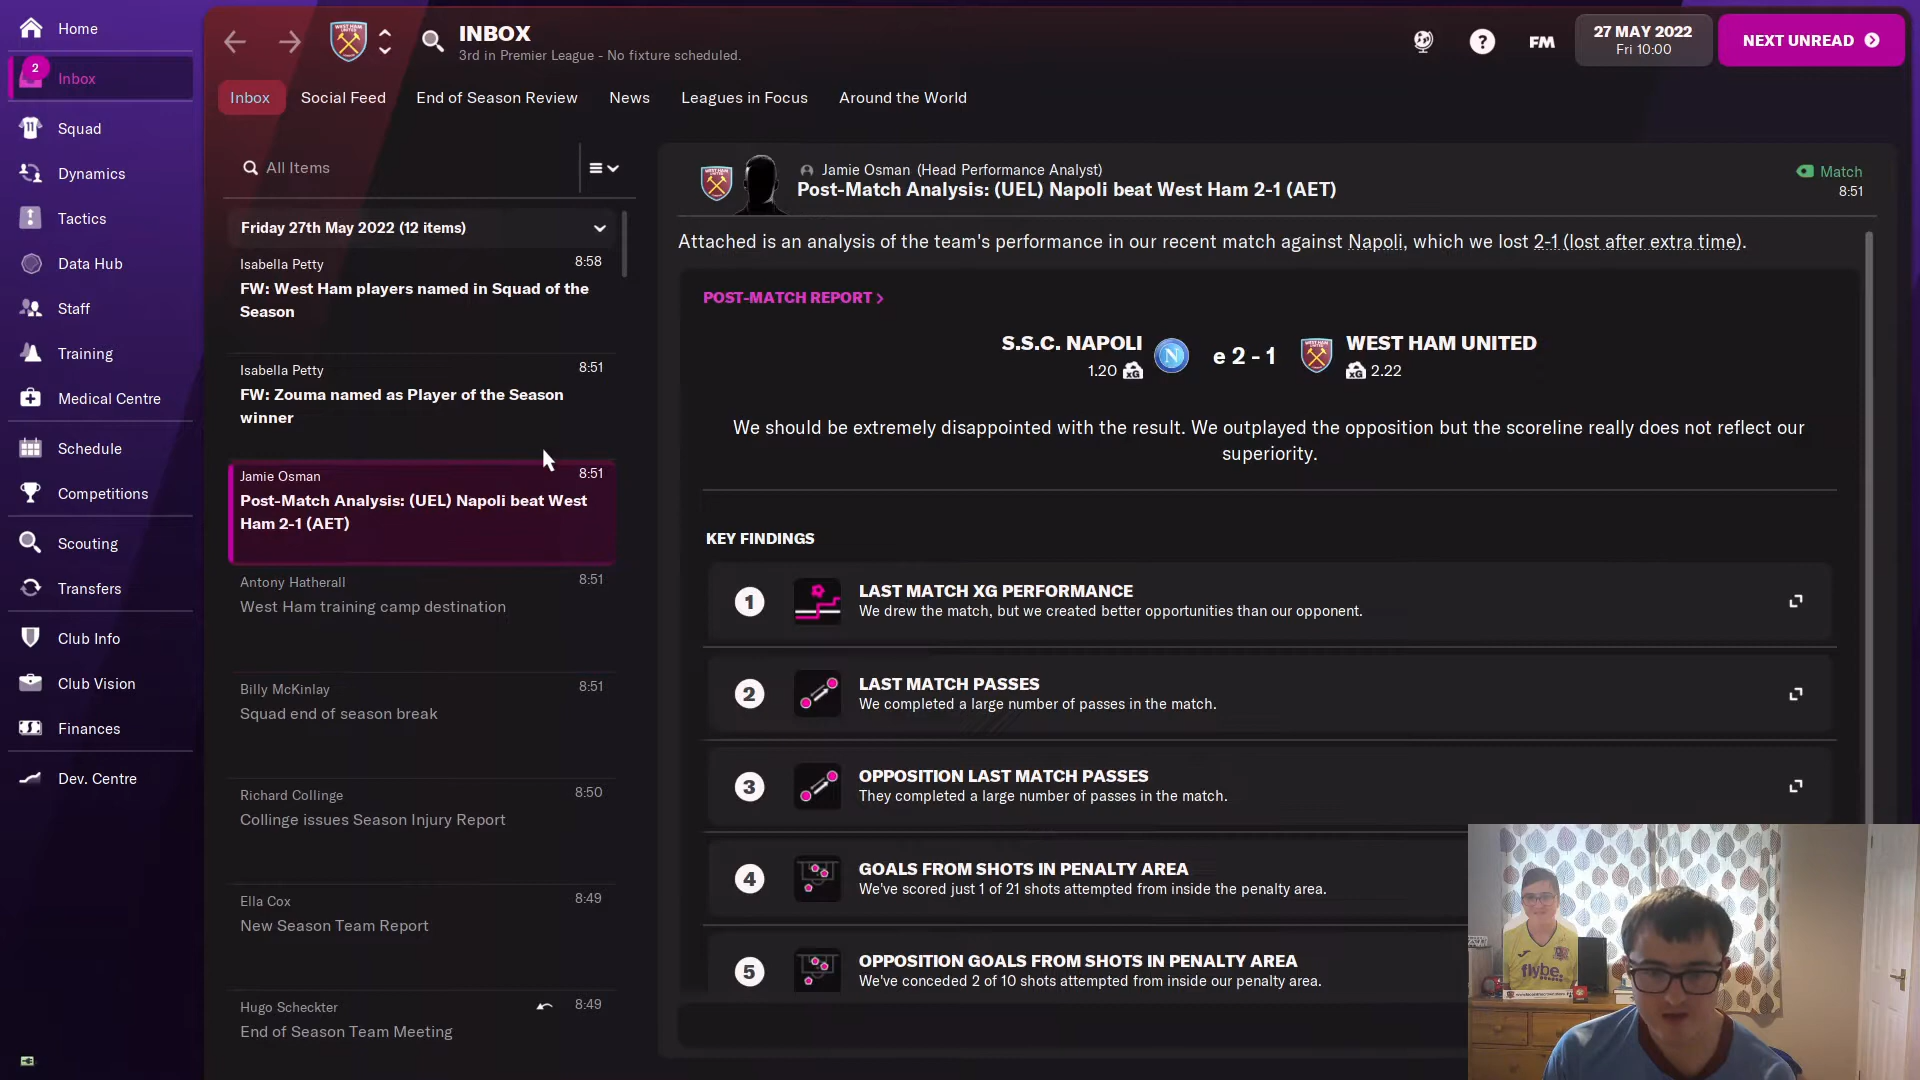 Home
2
Inbox
Squad
Dynamics
Tactics
Data Hub
Staff
Training
Medical Centre
Schedule
Competitions
Scouting
Transfers
Club Info
Club Vision
Finances
Dev. Centre
INBOX
3rd in Premier League - No fixture scheduled.
?
FM
27 MAY 2022
Fri 10:00
NEXT UNREAD
Inbox
Social Feed
End of Season Review
News
Leagues in Focus
Around the World
All Items
Friday 27th May 2022 (12 items)
Isabella Petty
8:58
FW: West Ham players named in Squad of the
Season
Isabella Petty
8:51
FW: Zouma named as Player of the Season
winner
Jamie Osman
8:51
Post-Match Analysis: (UEL) Napoli beat West
Ham 2-1 (AET)
Antony Hatherall
8:51
West Ham training camp destination
Billy McKinlay
8:51
Squad end of season break
Richard Collinge
8:50
Collinge issues Season Injury Report
Ella Cox
8:49
New Season Team Report
Hugo Scheckter
8:49
End of Season Team Meeting
Jamie Osman (Head Performance Analyst)
Post-Match Analysis: (UEL) Napoli beat West Ham 2-1 (AET)
Match
8:51
Attached is an analysis of the team's performance in our recent match against Napoli, which we lost 2-1 (lost after extra time).
POST-MATCH REPORT >
S.S.C. NAPOLI
1.20 xG
N
e 2 - 1
WEST HAM UNITED
xG 2.22
We should be extremely disappointed with the result. We outplayed the opposition but the scoreline really does not reflect our
superiority.
KEY FINDINGS
1
LAST MATCH XG PERFORMANCE
We drew the match, but we created better opportunities than our opponent.
2
LAST MATCH PASSES
We completed a large number of passes in the match.
3
OPPOSITION LAST MATCH PASSES
They completed a large number of passes in the match.
4
GOALS FROM SHOTS IN PENALTY AREA
We've scored just 1 of 21 shots attempted from inside the penalty area.
5
OPPOSITION GOALS FROM SHOTS IN PENALTY AREA
We've conceded 2 of 10 shots attempted from inside our penalty area.
flybe.